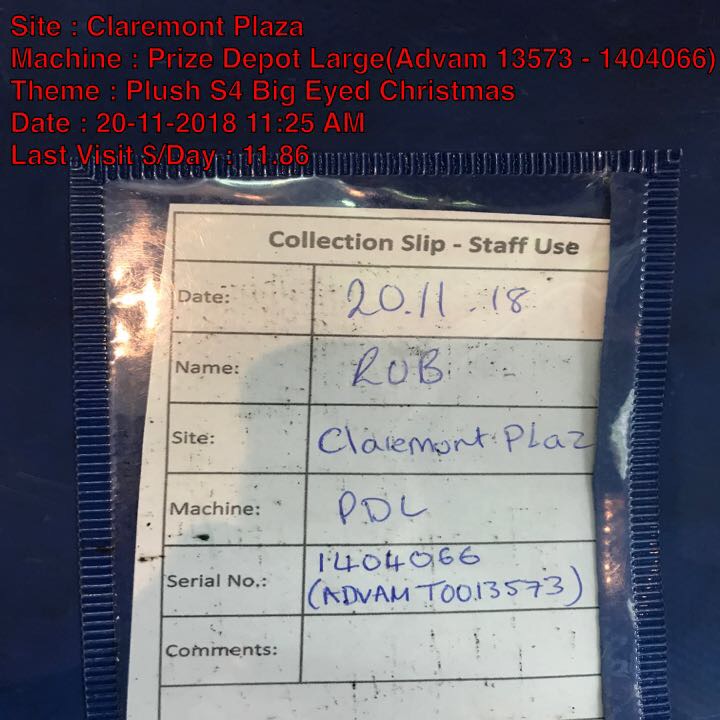 Site : Claremont Plaza
Machine : Prize Depot Large(Advam 13573 - 1404066)
Theme : Plush S4 Big Eyed Christmas
Date : 20-11-2018 11:25 AM
Last Visit $/Day : 11.86
Collection Slip - Staff Use
Date: 20.11.18
Name: ROB
Site: Claremont Plaz
Machine: PDL
Serial No.: 1404066
(ADVAM T0013573)
Comments: